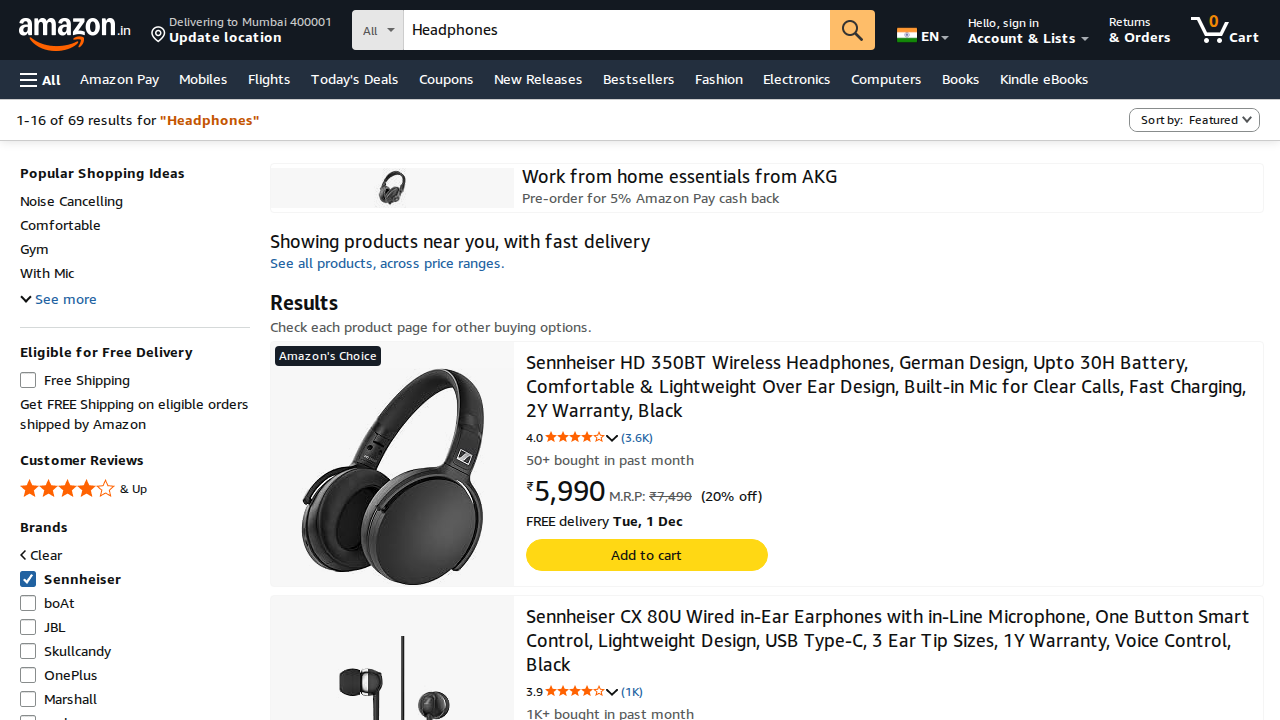 amazon.in
Delivering to Mumbai 400001
Update location
All
Headphones
EN
Hello, sign in
Account & Lists
Returns
& Orders
0
Cart
All
Amazon Pay
Mobiles
Flights
Today's Deals
Coupons
New Releases
Bestsellers
Fashion
Electronics
Computers
Books
Kindle eBooks
1-16 of 69 results for "Headphones"
Sort by: Featured
Popular Shopping Ideas
Noise Cancelling
Comfortable
Gym
With Mic
See more
Eligible for Free Delivery
Free Shipping
Get FREE Shipping on eligible orders
shipped by Amazon
Customer Reviews
& Up
Brands
Clear
Sennheiser
boAt
JBL
Skullcandy
OnePlus
Marshall
Work from home essentials from AKG
Pre-order for 5% Amazon Pay cash back
Showing products near you, with fast delivery
See all products, across price ranges.
Results
Check each product page for other buying options.
Amazon's Choice
Sennheiser HD 350BT Wireless Headphones, German Design, Upto 30H Battery,
Comfortable & Lightweight Over Ear Design, Built-in Mic for Clear Calls, Fast Charging,
2Y Warranty, Black
4.0 (3.6K)
50+ bought in past month
₹5,990 M.R.P: ₹7,490 (20% off)
FREE delivery Tue, 1 Dec
Add to cart
Sennheiser CX 80U Wired in-Ear Earphones with in-Line Microphone, One Button Smart
Control, Lightweight Design, USB Type-C, 3 Ear Tip Sizes, 1Y Warranty, Voice Control,
Black
3.9 (1K)
1K+ bought in past month